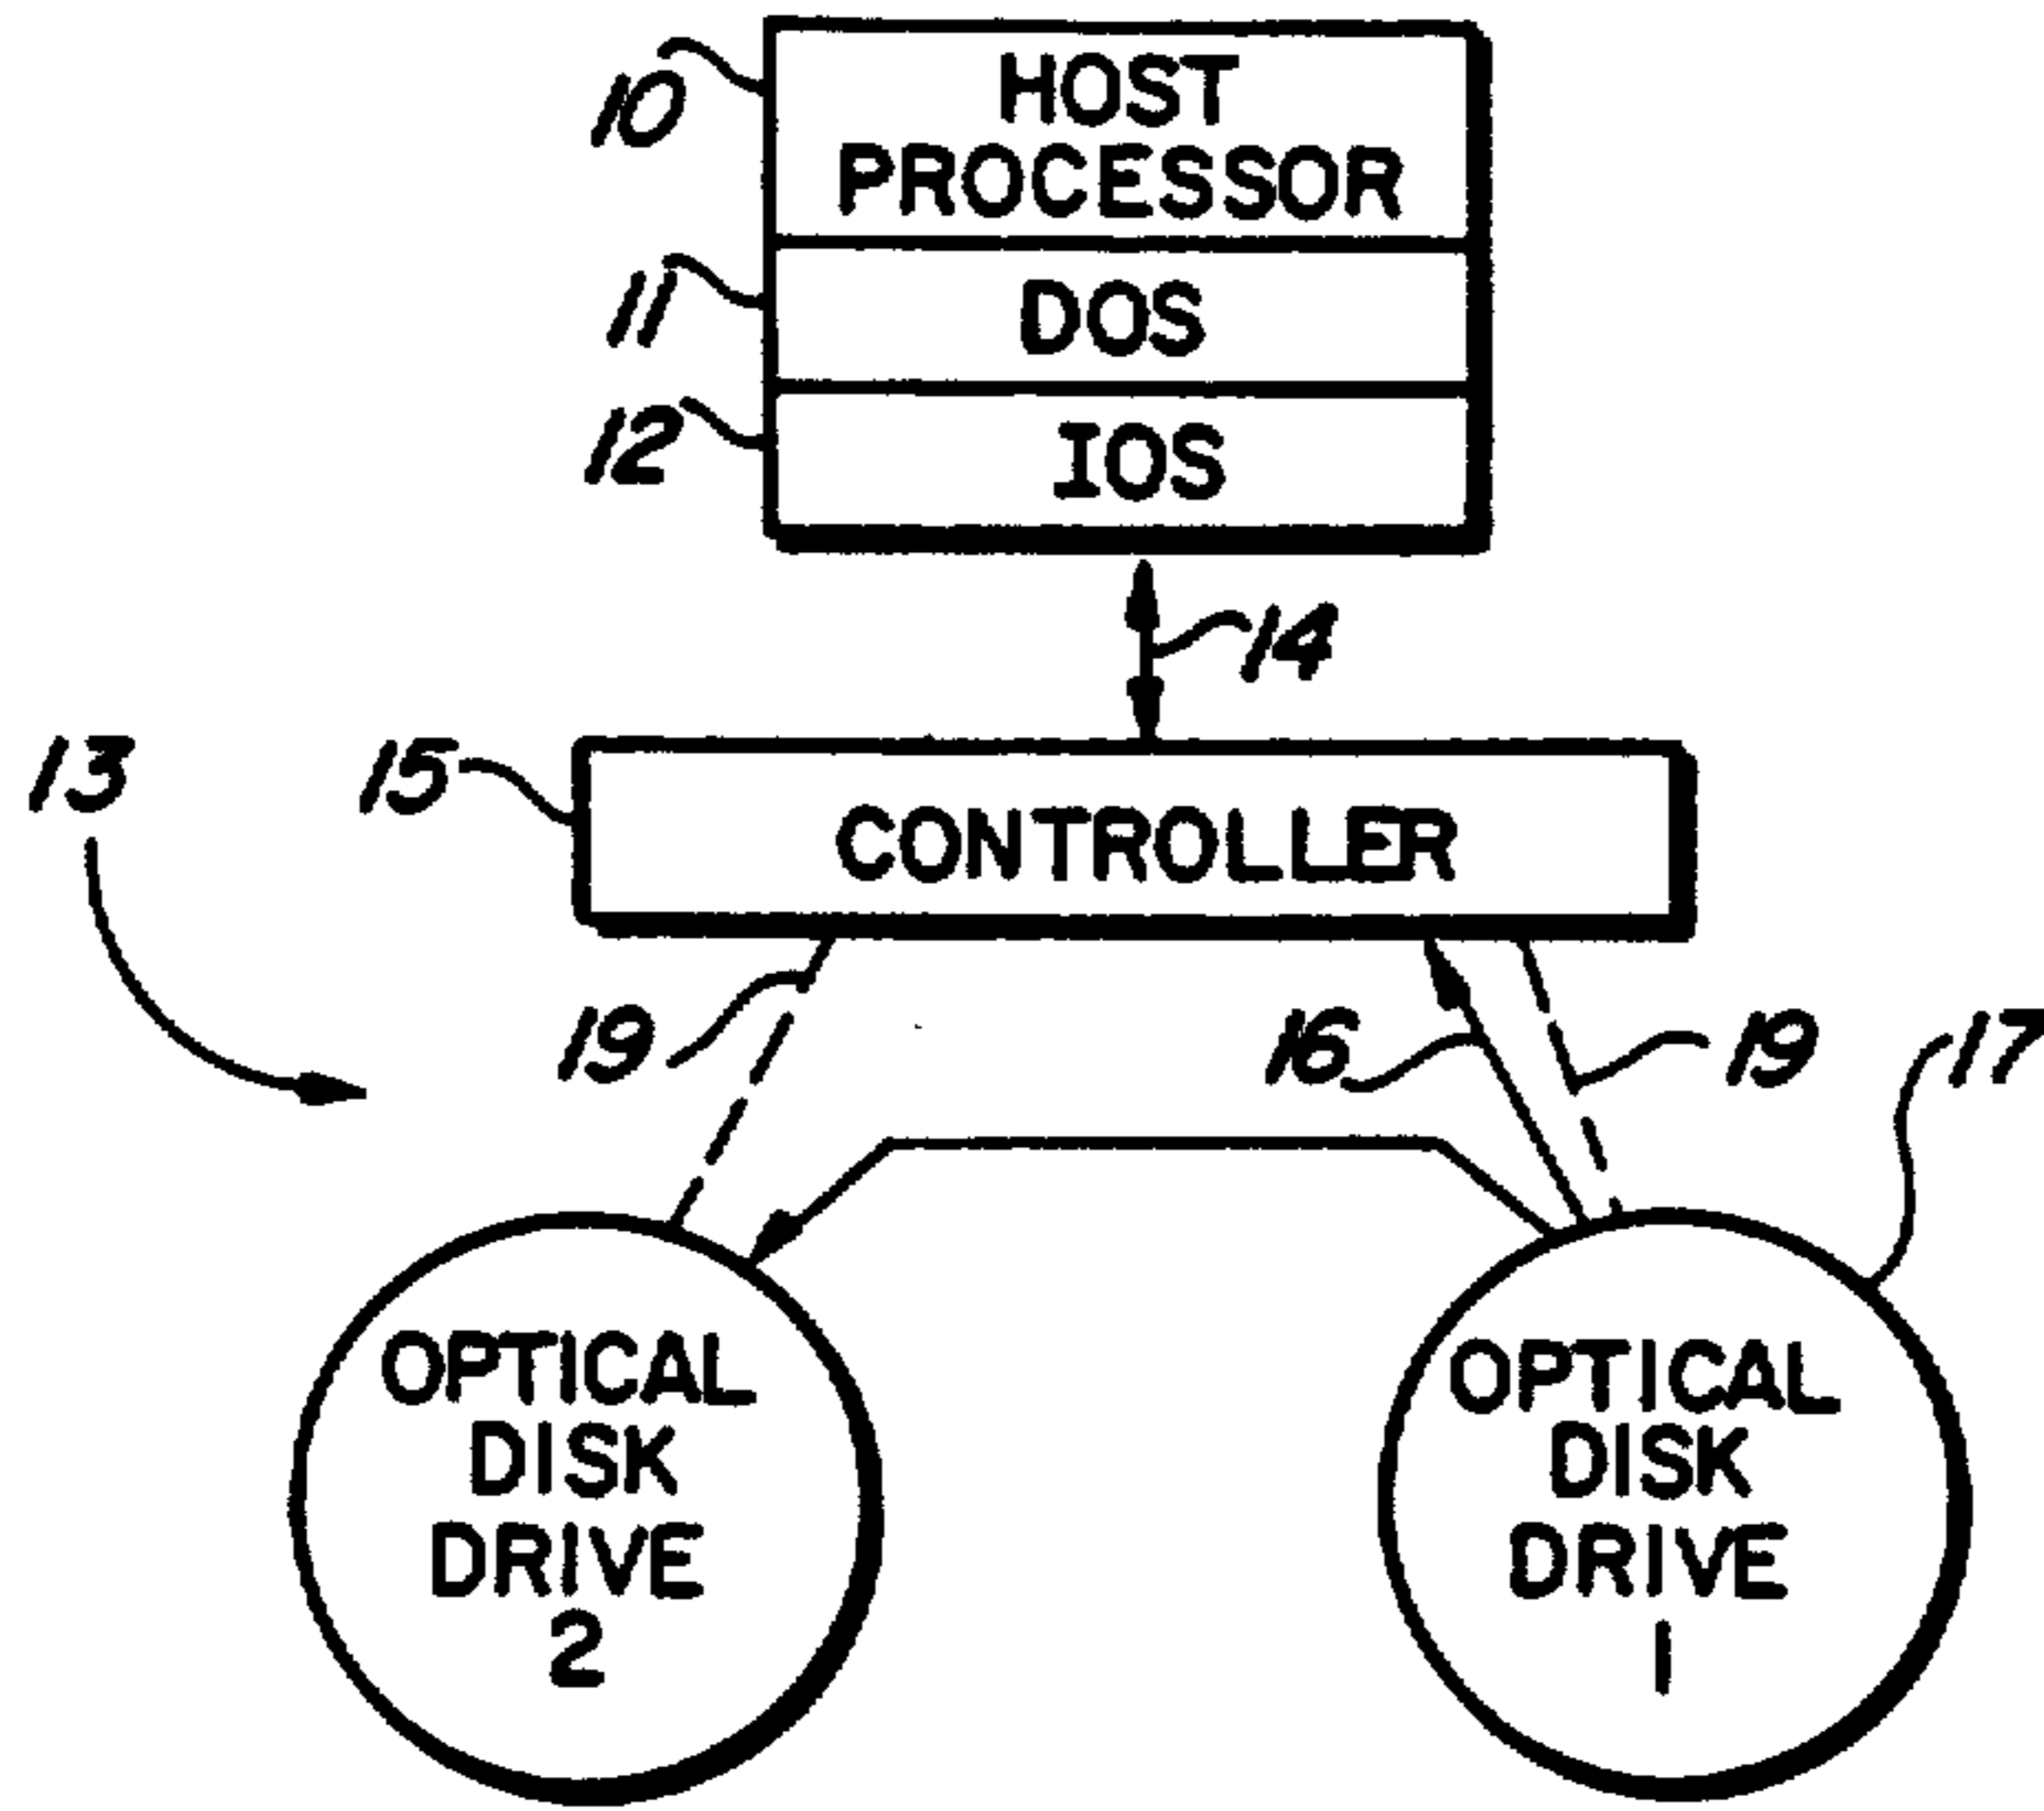 10
HOST
PROCESSOR
11
DOS
12
IOS
14
13
15
CONTROLLER
19
16
19
17
OPTICAL
DISK
DRIVE
2
OPTICAL
DISK
DRIVE
1